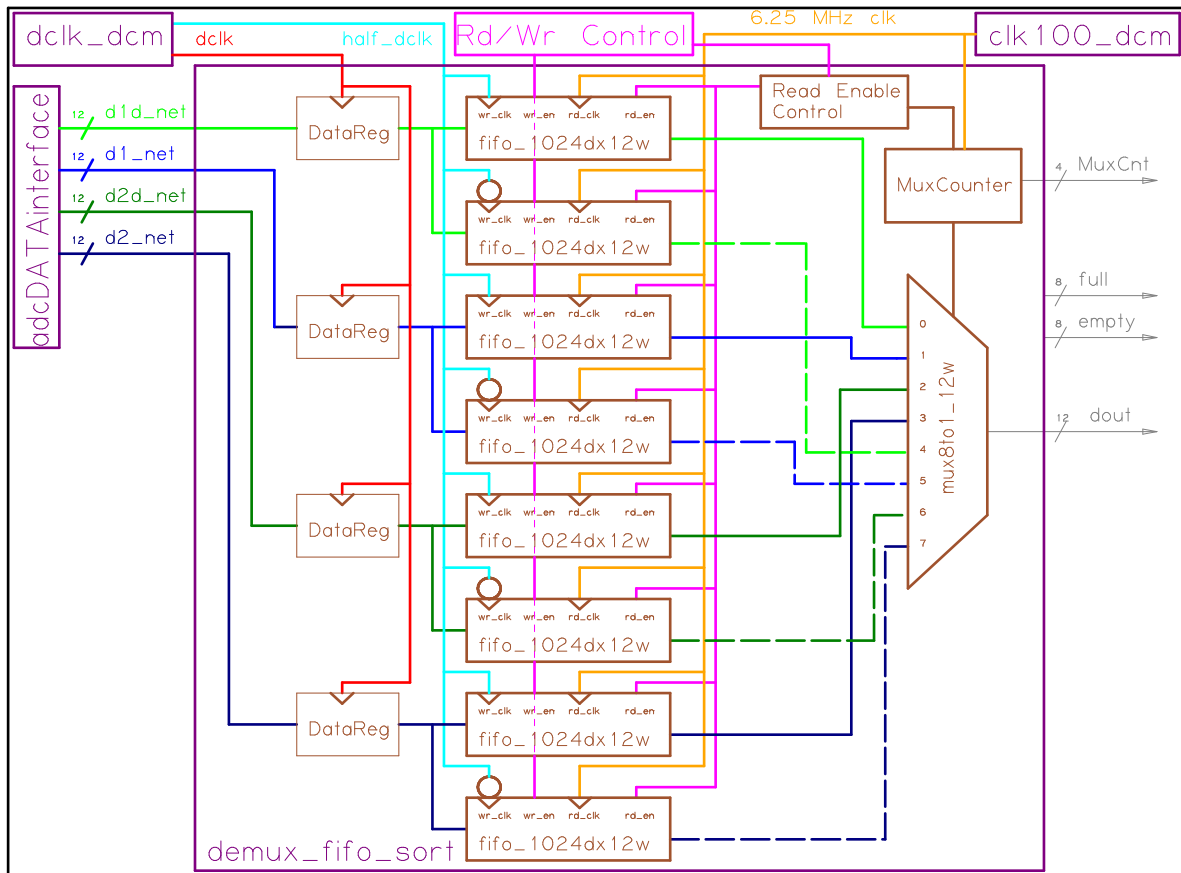 dclk_dcm
dclk
half_dclk
Rd/Wr Control
6.25 MHz clk
clk100_dcm
adcDATAinterface
12
d1d_net
12
d1_net
12
d2d_net
12
d2_net
DataReg
DataReg
DataReg
DataReg
wr_clk wr_en rd_clk rd_en
fifo_1024dx12w
wr_clk wr_en rd_clk rd_en
fifo_1024dx12w
wr_clk wr_en rd_clk rd_en
fifo_1024dx12w
wr_clk wr_en rd_clk rd_en
fifo_1024dx12w
wr_clk wr_en rd_clk rd_en
fifo_1024dx12w
wr_clk wr_en rd_clk rd_en
fifo_1024dx12w
wr_clk wr_en rd_clk rd_en
fifo_1024dx12w
wr_clk wr_en rd_clk rd_en
fifo_1024dx12w
Read Enable
Control
MuxCounter
0
1
2
3
4
5
6
7
mux8to1_12w
4
MuxCnt
8
full
8
empty
12
dout
demux_fifo_sort